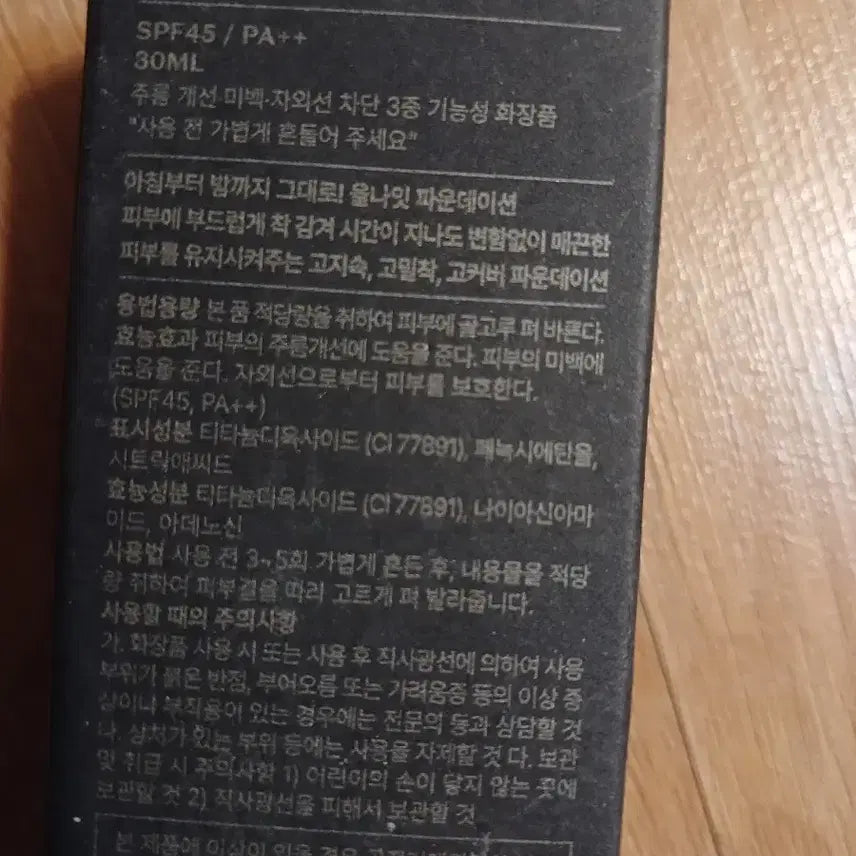 SPF45 / PA++
30ML
주름 개선·미백·자외선 차단 3중 기능성 화장품
"사용 전 가볍게 흔들어 주세요"
아침부터 밤까지 그대로! 올나잇 파운데이션
피부에 부드럽게 착 감겨 시간이 지나도 변함없이 매끈한
피부를 유지시켜주는 고지속, 고밀착, 고커버 파운데이션
용법용량 본품 적당량을 취하여 피부에 골고루 펴 바른다.
효능효과 피부의 주름개선에 도움을 준다. 피부의 미백에
도움을 준다. 자외선으로부터 피부를 보호한다.
(SPF45, PA++)
표시성분 티타늄디옥사이드 (CI 77891), 페녹시에탄올,
시트릭애씨드
효능성분 티타늄디옥사이드 (CI 77891), 나이아신아마
이드, 아데노신
사용법 사용 전 3~5회 가볍게 흔든 후, 내용물을 적당
량 취하여 피부결을 따라 고르게 펴 발라줍니다.
사용할 때의 주의사항
가. 화장품 사용 시 또는 사용 후 직사광선에 의하여 사용
부위가 붉은 반점, 부어오름 또는 가려움증 등의 이상 증
상이나 부작용이 있는 경우에는 전문의 등과 상담할 것
나. 상처가 있는 부위 등에는 사용을 자제할 것 다. 보관
및 취급 시 주의사항 1) 어린이의 손이 닿지 않는 곳에
보관할 것 2) 직사광선을 피해서 보관할 것
본 제품에 이상이 있을 경우